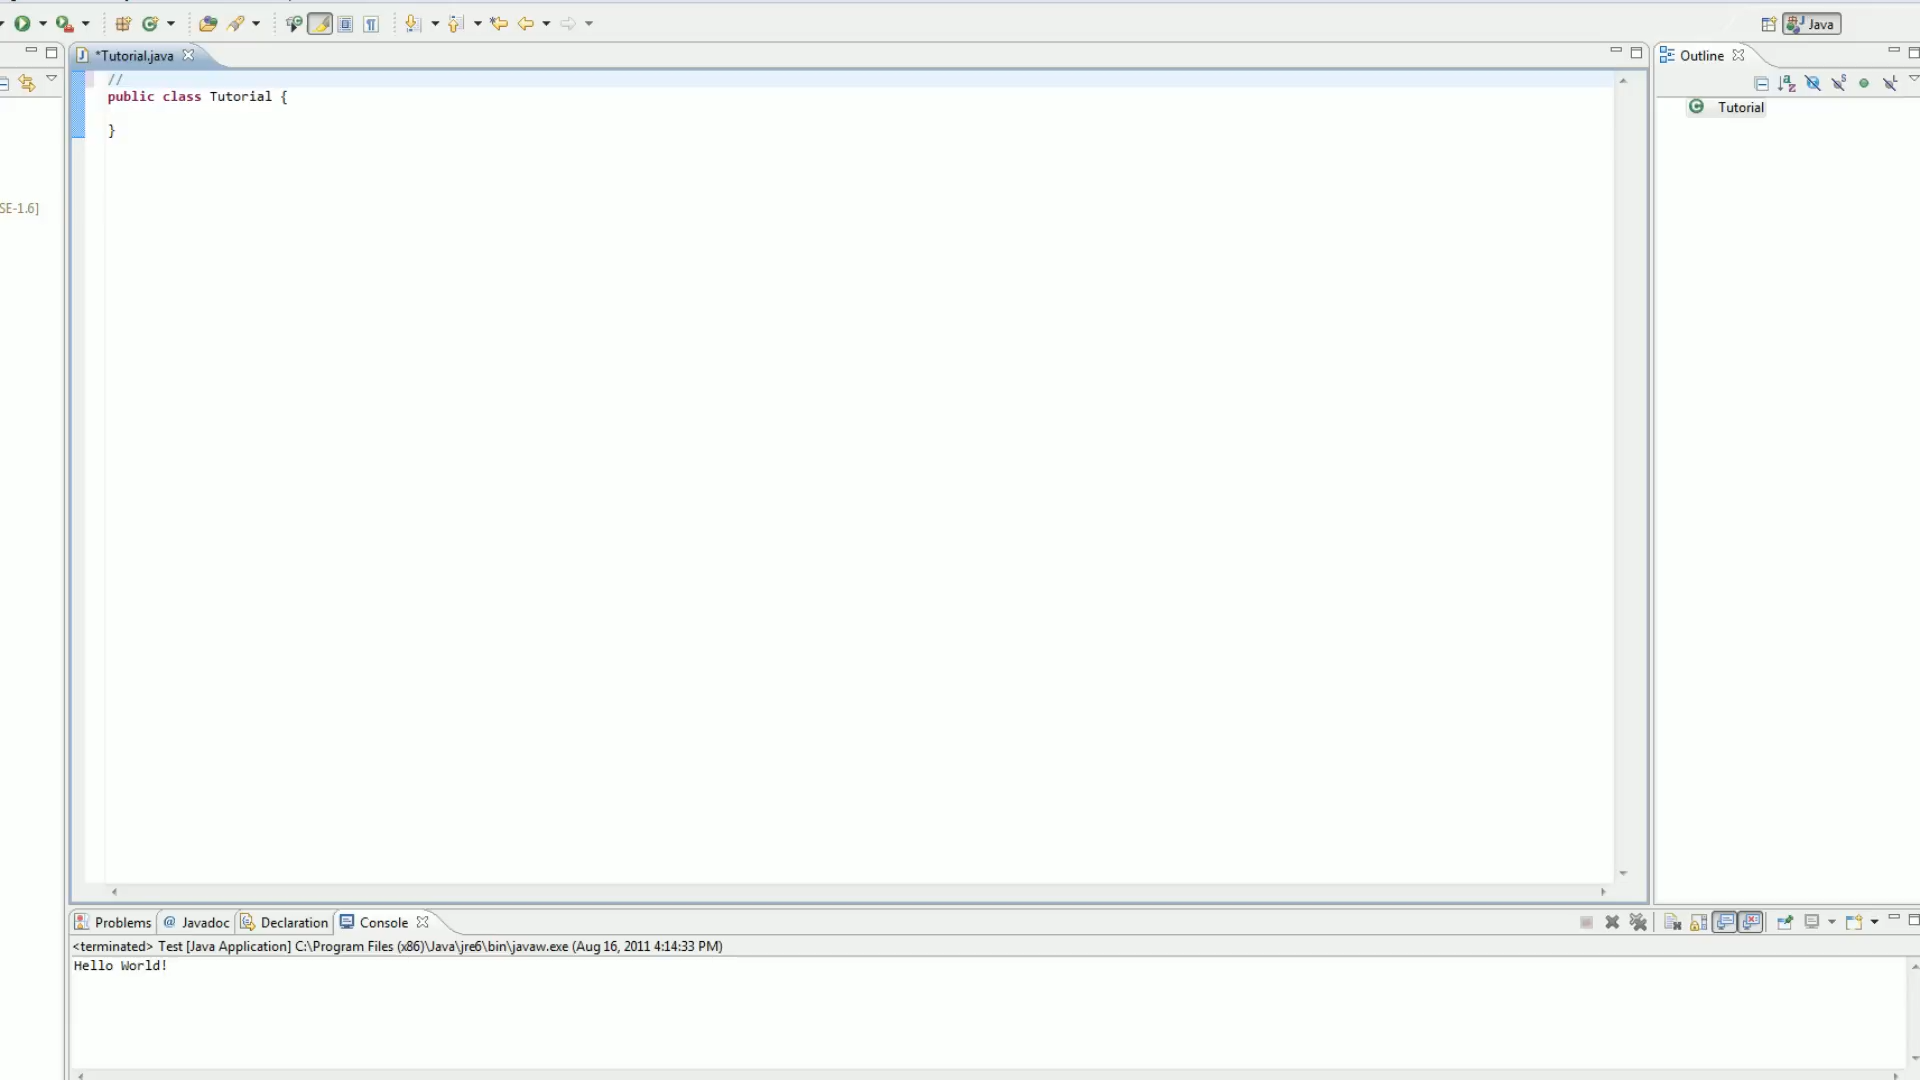 Java
*Tutorial.java
Outline
//
public class Tutorial {
}
Tutorial
SE-1.6]
Problems
Javadoc
Declaration
Console
<terminated> Test [Java Application] C:\Program Files (x86)\Java\jre6\bin\javaw.exe (Aug 16, 2011 4:14:33 PM)
Hello World!